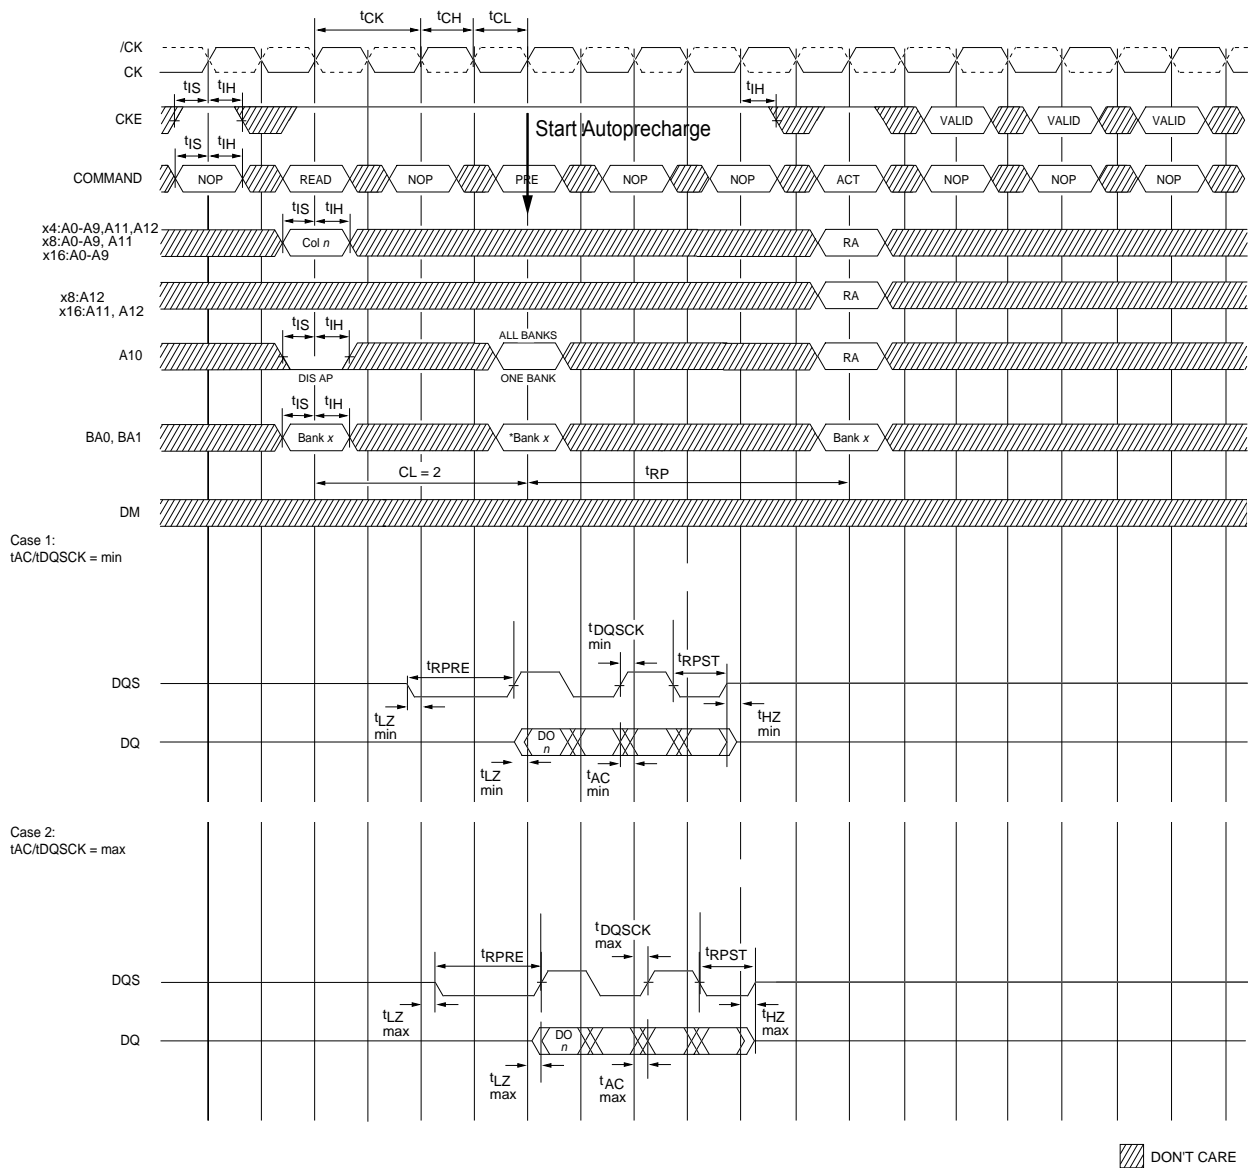 tCK tCH tCL
/CK
CK
tIS tIH tIH
CKE VALID VALID VALID
Start Autoprecharge
tIS tIH
COMMAND NOP READ NOP PRE NOP NOP ACT NOP NOP NOP
tIS tIH
x4:A0-A9,A11,A12
x8:A0-A9, A11
x16:A0-A9
Col n RA
x8:A12
x16:A11, A12
RA
tIS tIH ALL BANKS
A10 RA
DIS AP ONE BANK
tIS tIH
BA0, BA1 Bank x *Bank x Bank x
CL = 2 tRP
DM
Case 1:
tAC/tDQSCK = min
tDQSCK
min
tRPRE tRPST
DQS
tLZ
min
tHZ
min
DQ DO
n
tLZ
min
tAC
min
Case 2:
tAC/tDQSCK = max
tDQSCK
max
tRPRE tRPST
DQS
tLZ
max
tHZ
max
DQ DO
n
tLZ
max
tAC
max
DON'T CARE